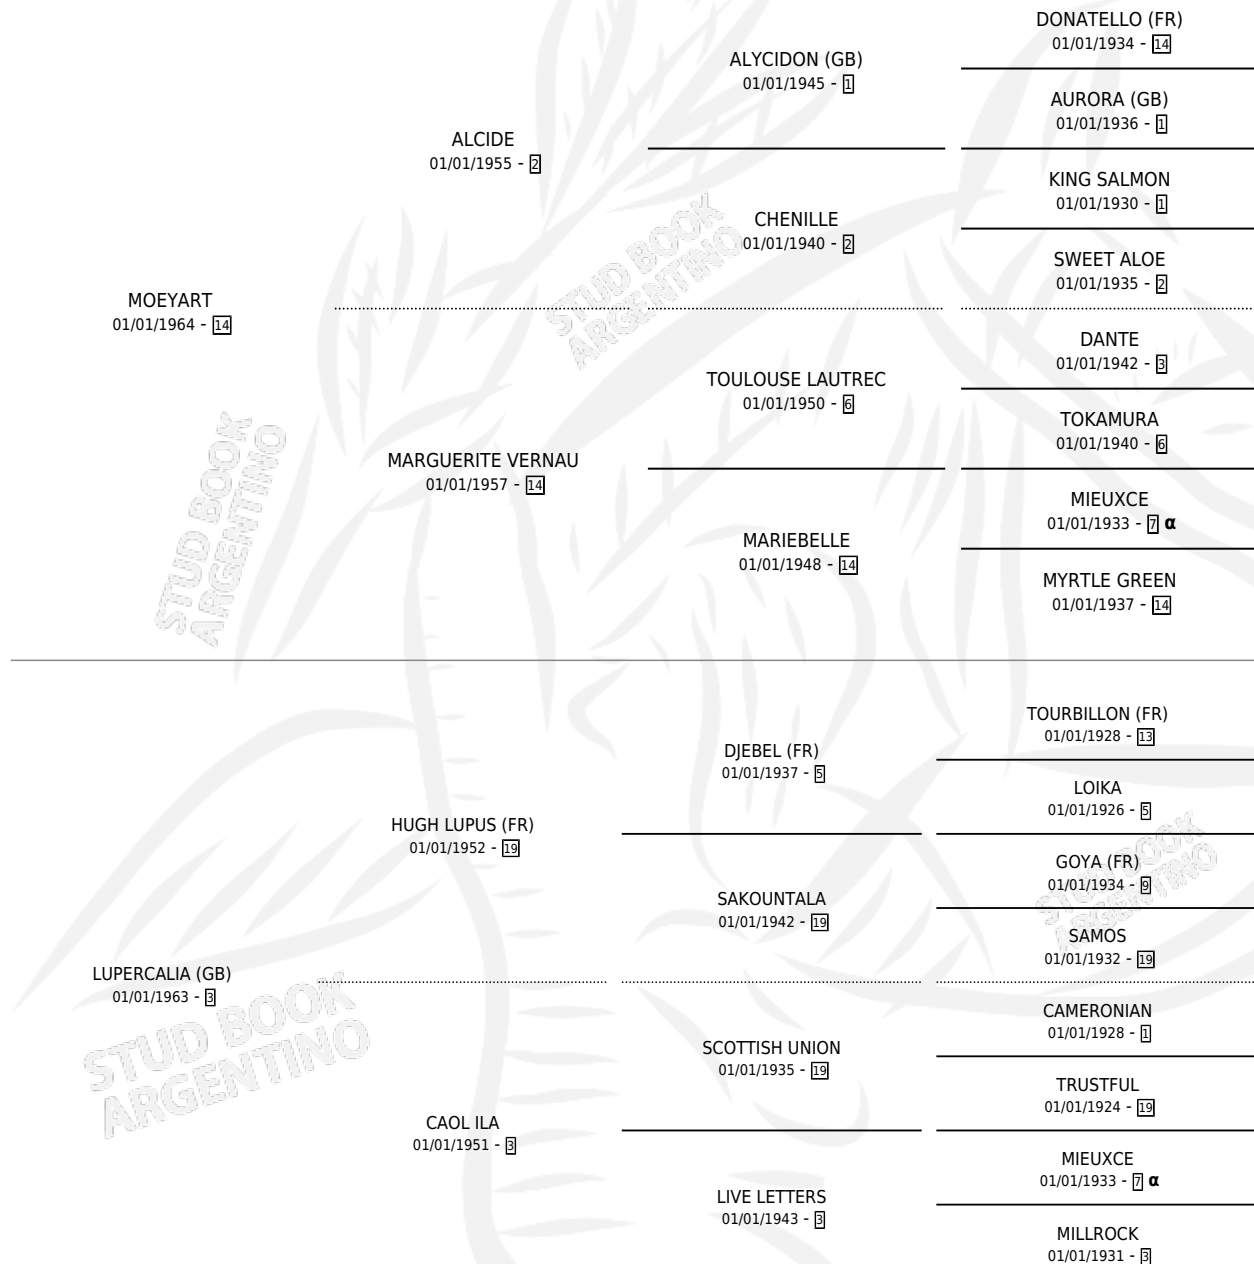 DONATELLO (FR)
01/01/1934 - 14
ALYCIDON (GB)
01/01/1945 - 1
AURORA (GB)
01/01/1936 - 1
ALCIDE
01/01/1955 - 2
KING SALMON
01/01/1930 - 1
CHENILLE
01/01/1940 - 2
SWEET ALOE
01/01/1935 - 2
MOEYART
01/01/1964 - 14
DANTE
01/01/1942 - 3
TOULOUSE LAUTREC
01/01/1950 - 6
TOKAMURA
01/01/1940 - 6
MARGUERITE VERNAU
01/01/1957 - 14
MIEUXCE
01/01/1933 - 7 α
MARIEBELLE
01/01/1948 - 14
MYRTLE GREEN
01/01/1937 - 14
TOURBILLON (FR)
01/01/1928 - 13
DJEBEL (FR)
01/01/1937 - 5
LOIKA
01/01/1926 - 5
HUGH LUPUS (FR)
01/01/1952 - 19
GOYA (FR)
01/01/1934 - 9
SAKOUNTALA
01/01/1942 - 19
SAMOS
01/01/1932 - 19
LUPERCALIA (GB)
01/01/1963 - 3
CAMERONIAN
01/01/1928 - 1
SCOTTISH UNION
01/01/1935 - 19
TRUSTFUL
01/01/1924 - 19
CAOL ILA
01/01/1951 - 3
MIEUXCE
01/01/1933 - 7 α
LIVE LETTERS
01/01/1943 - 3
MILLROCK
01/01/1931 - 3
STUD BOOK
ARGENTINO
STUD BOOK
ARGENTINO
STUD BOOK
ARGENTINO
STUD BOOK
ARGENTINO